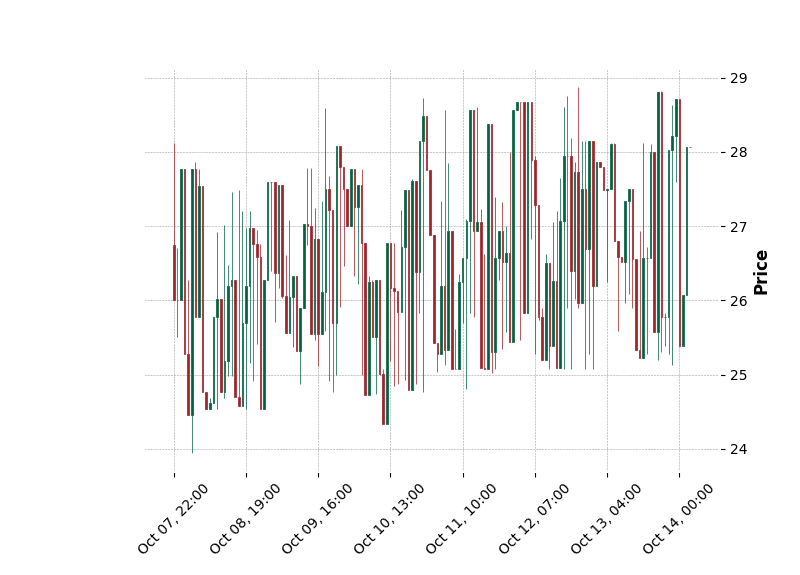 29
28
27
26
25
24
Price
Oct 07, 22:00
Oct 08, 19:00
Oct 09, 16:00
Oct 10, 13:00
Oct 11, 10:00
Oct 12, 07:00
Oct 13, 04:00
Oct 14, 00:00